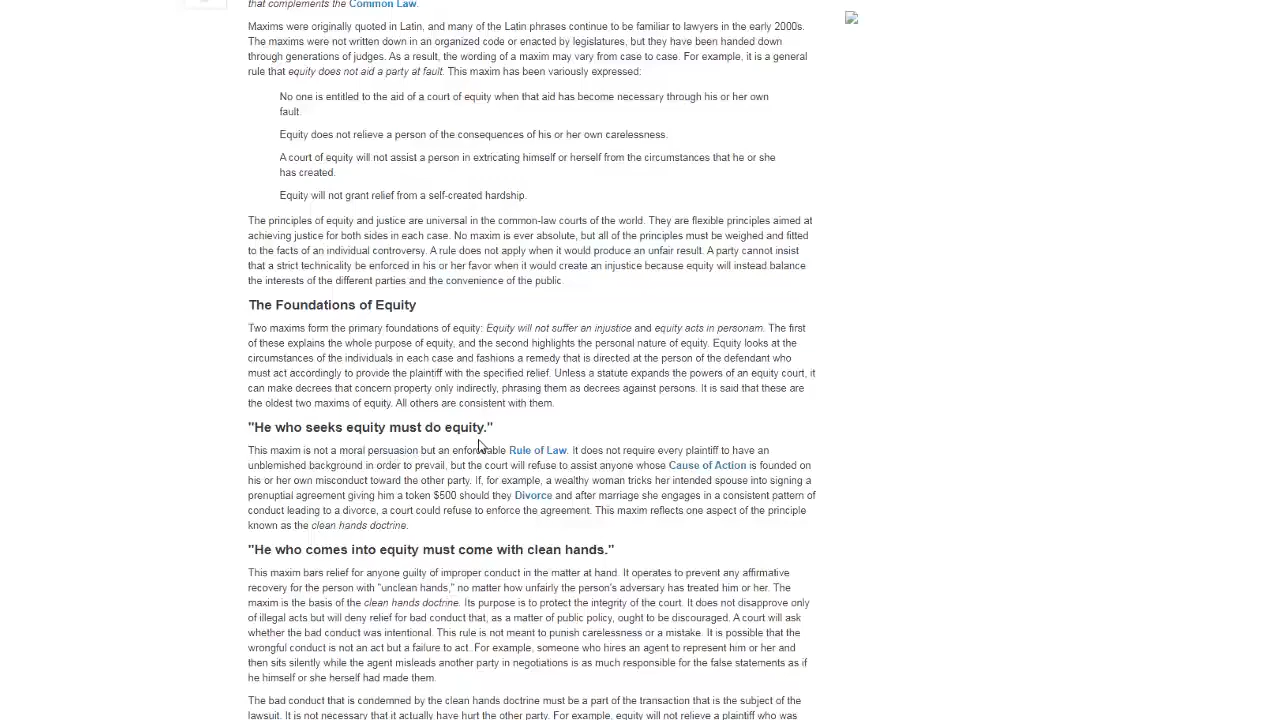 that complements the Common Law.
Maxims were originally quoted in Latin, and many of the Latin phrases continue to be familiar to lawyers in the early 2000s.
The maxims were not written down in an organized code or enacted by legislatures, but they have been handed down
through generations of judges. As a result, the wording of a maxim may vary from case to case. For example, it is a general
rule that equity does not aid a party at fault. This maxim has been variously expressed:
No one is entitled to the aid of a court of equity when that aid has become necessary through his or her own
fault.
Equity does not relieve a person of the consequences of his or her own carelessness.
A court of equity will not assist a person in extricating himself or herself from the circumstances that he or she
has created.
Equity will not grant relief from a self-created hardship.
The principles of equity and justice are universal in the common-law courts of the world. They are flexible principles aimed at
achieving justice for both sides in each case. No maxim is ever absolute, but all of the principles must be weighed and fitted
to the facts of an individual controversy. A rule does not apply when it would produce an unfair result. A party cannot insist
that a strict technicality be enforced in his or her favor when it would create an injustice because equity will instead balance
the interests of the different parties and the convenience of the public.
The Foundations of Equity
Two maxims form the primary foundations of equity: Equity will not suffer an injustice and equity acts in personam. The first
of these explains the whole purpose of equity, and the second highlights the personal nature of equity. Equity looks at the
circumstances of the individuals in each case and fashions a remedy that is directed at the person of the defendant who
must act accordingly to provide the plaintiff with the specified relief. Unless a statute expands the powers of an equity court, it
can make decrees that concern property only indirectly, phrasing them as decrees against persons. It is said that these are
the oldest two maxims of equity. All others are consistent with them.
"He who seeks equity must do equity."
This maxim is not a moral persuasion but an enforceable Rule of Law. It does not require every plaintiff to have an
unblemished background in order to prevail, but the court will refuse to assist anyone whose Cause of Action is founded on
his or her own misconduct toward the other party. If, for example, a wealthy woman tricks her intended spouse into signing a
prenuptial agreement giving him a token $500 should they Divorce and after marriage she engages in a consistent pattern of
conduct leading to a divorce, a court could refuse to enforce the agreement. This maxim reflects one aspect of the principle
known as the clean hands doctrine.
"He who comes into equity must come with clean hands."
This maxim bars relief for anyone guilty of improper conduct in the matter at hand. It operates to prevent any affirmative
recovery for the person with "unclean hands," no matter how unfairly the person's adversary has treated him or her. The
maxim is the basis of the clean hands doctrine. Its purpose is to protect the integrity of the court. It does not disapprove only
of illegal acts but will deny relief for bad conduct that, as a matter of public policy, ought to be discouraged. A court will ask
whether the bad conduct was intentional. This rule is not meant to punish carelessness or a mistake. It is possible that the
wrongful conduct is not an act but a failure to act. For example, someone who hires an agent to represent him or her and
then sits silently while the agent misleads another party in negotiations is as much responsible for the false statements as if
he himself or she herself had made them.
The bad conduct that is condemned by the clean hands doctrine must be a part of the transaction that is the subject of the
lawsuit. It is not necessary that it actually have hurt the other party. For example, equity will not relieve a plaintiff who was